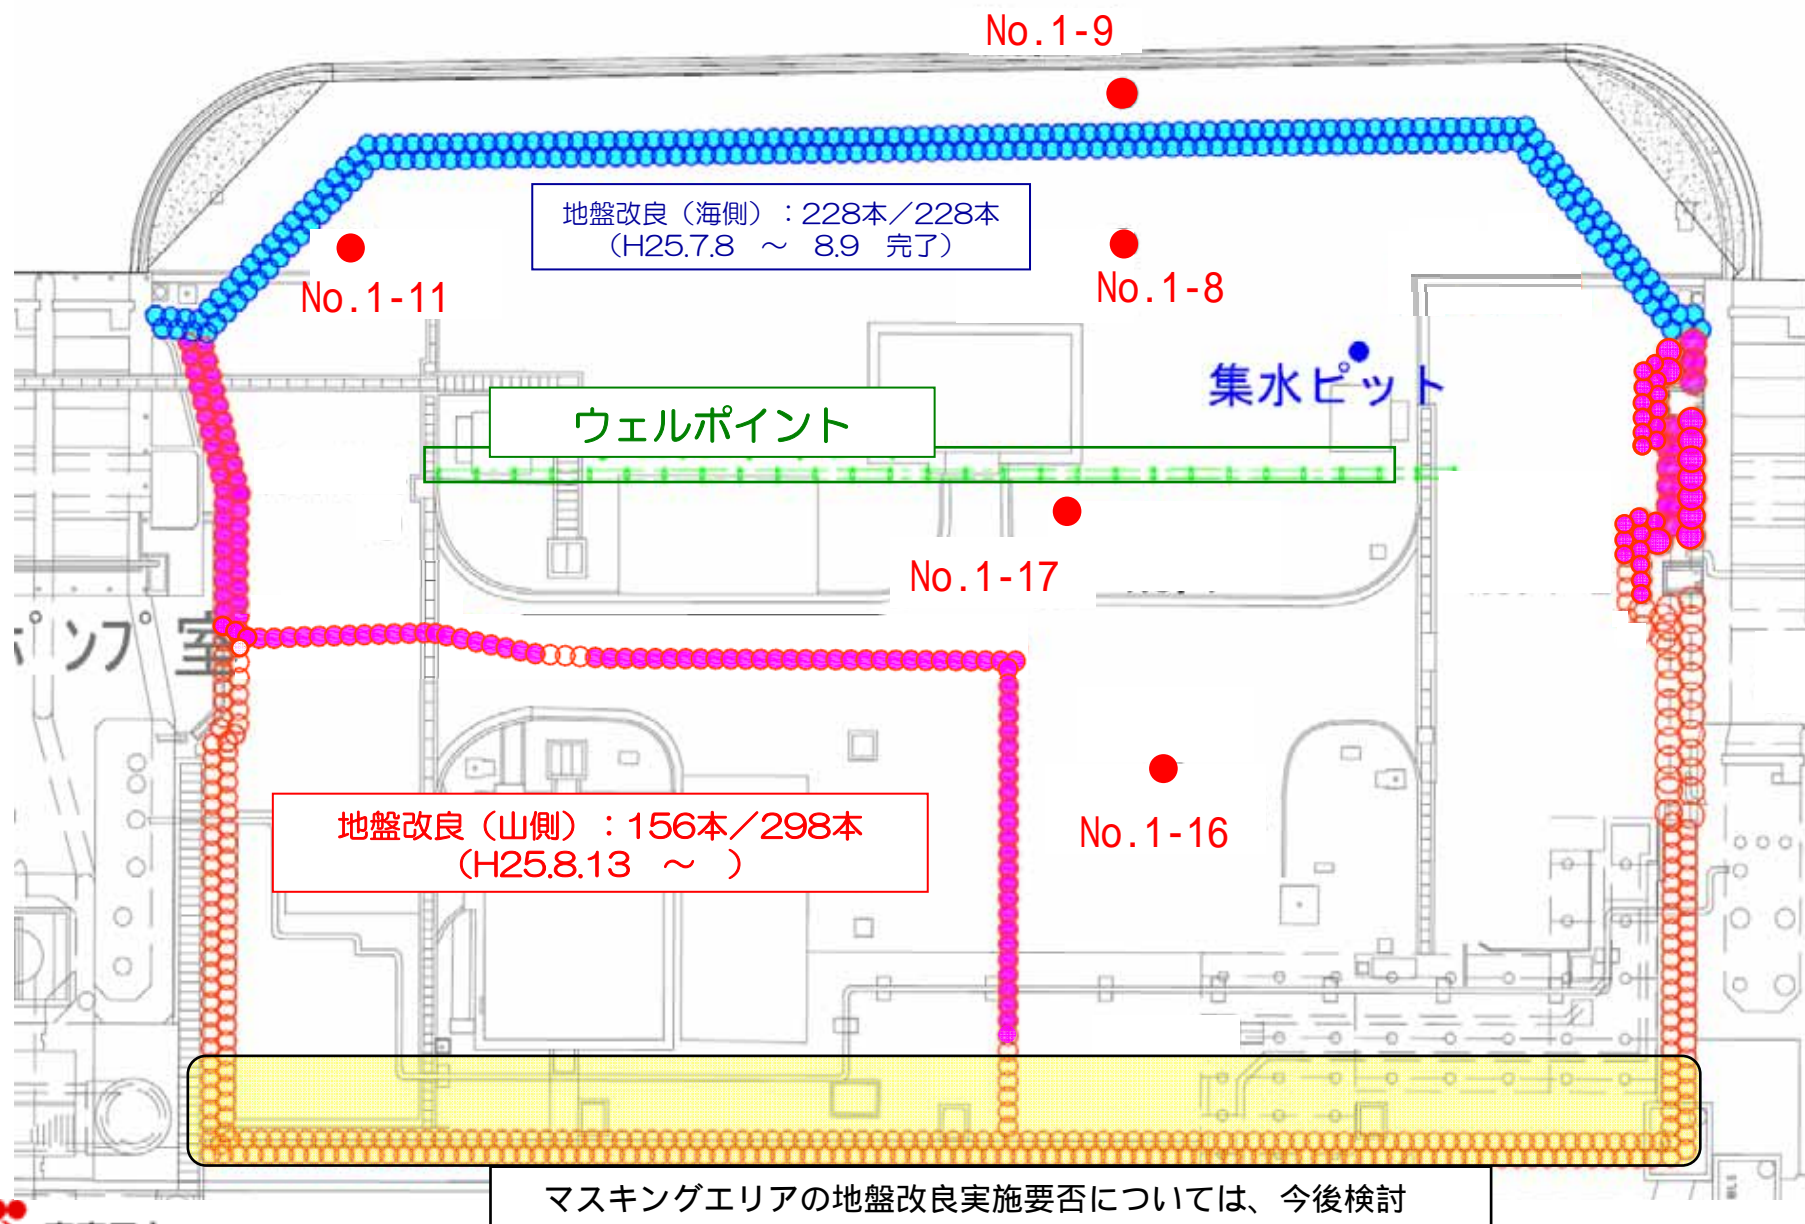 No.1-9
地盤改良（海側）：228本／228本
（H25.7.8　～　8.9　完了）
No.1-11
No.1-8
集水ピット
ウェルポイント
No.1-17
ポンプ室
地盤改良（山側）：156本／298本
（H25.8.13　～　）
No.1-16
マスキングエリアの地盤改良実施要否については、今後検討